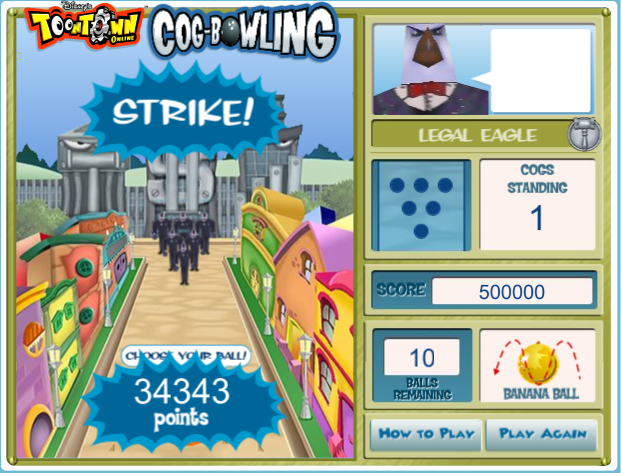 Disney's
TOONTOWN
ONLINE
COG-BOWLING
STRIKE!
LEGAL EAGLE
COGS
STANDING
1
SCORE 500000
CHOOSE YOUR BALL!
34343
points
10
BALLS
REMAINING
BANANA BALL
HOW TO PLAY
PLAY AGAIN